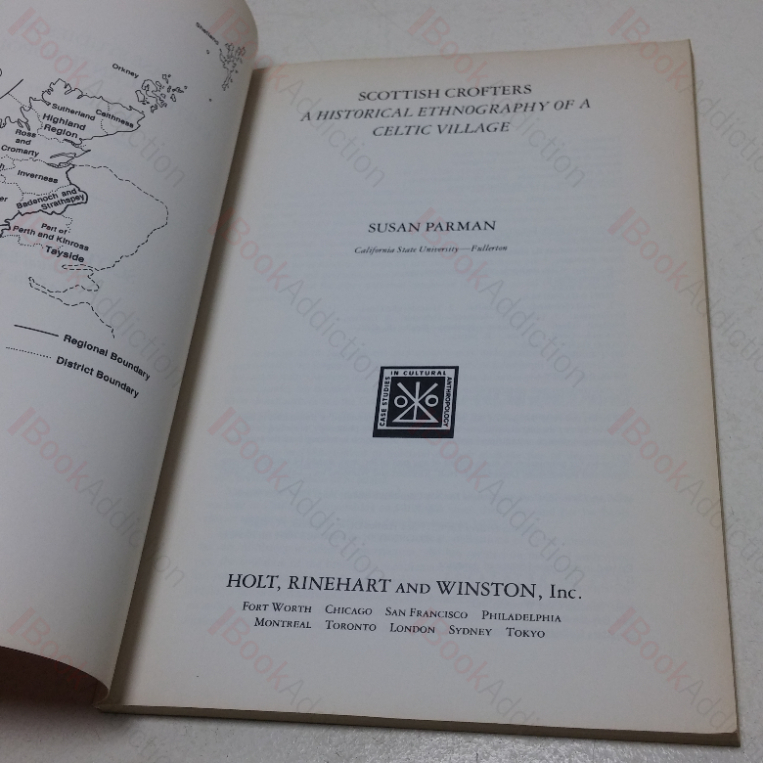 Shetland
Orkney
Sutherland
Caithness
Highland
Region
Ross
and
Cromarty
Inverness
Badenoch and
Strathspey
Part of
Perth and Kinross
Tayside
Regional Boundary
District Boundary
SCOTTISH CROFTERS
A HISTORICAL ETHNOGRAPHY OF A
CELTIC VILLAGE
SUSAN PARMAN
California State University—Fullerton
CASE STUDIES
IN CULTURAL
ANTHROPOLOGY
HOLT, RINEHART AND WINSTON, Inc.
FORT WORTH CHICAGO SAN FRANCISCO PHILADELPHIA
MONTREAL TORONTO LONDON SYDNEY TOKYO
BookAddiction